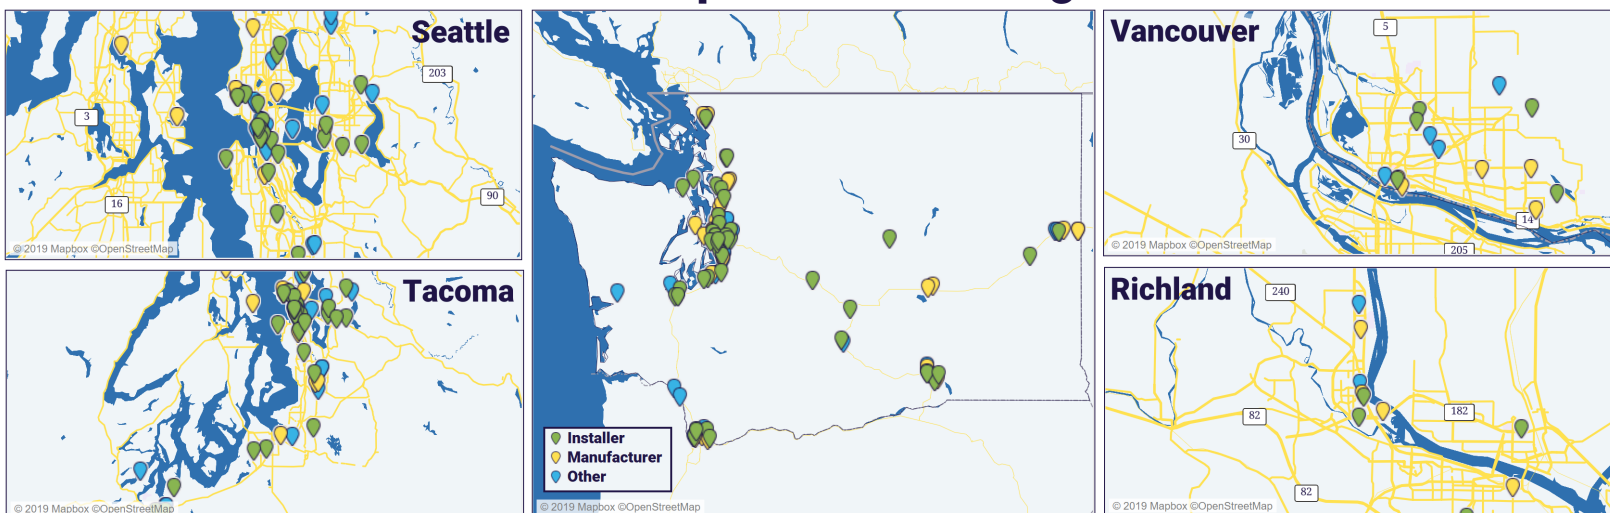 Seattle
203
3
16
90
© 2019 Mapbox ©OpenStreetMap
Tacoma
© 2019 Mapbox ©OpenStreetMap
Installer
Manufacturer
Other
© 2019 Mapbox ©OpenStreetMap
Vancouver
5
30
14
205
© 2019 Mapbox ©OpenStreetMap
Richland
240
82
182
82
© 2019 Mapbox ©OpenStreetMap